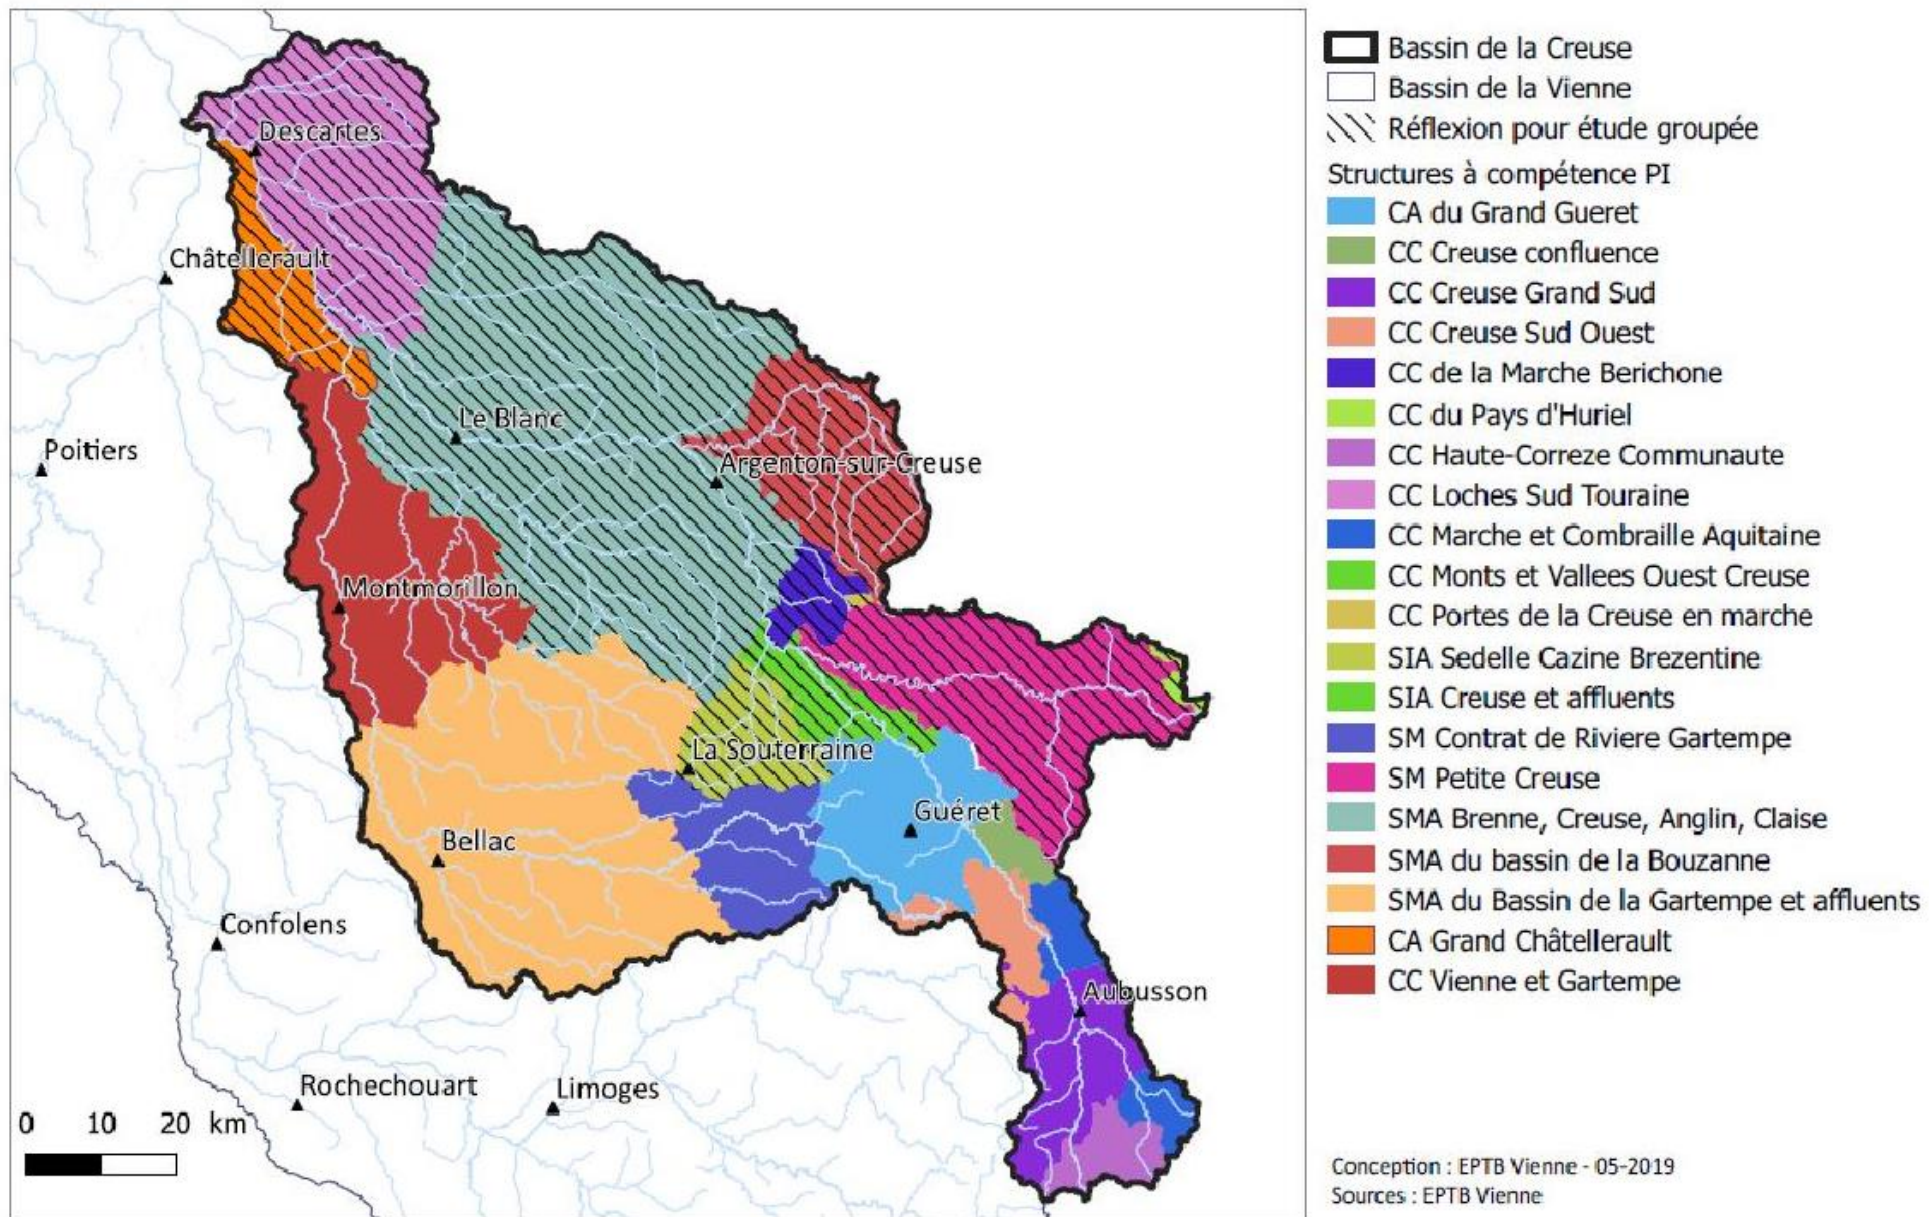 Descartes
Châtellerault
Le Blanc
Poitiers
Argenton-sur-Creuse
Montmorillon
La Souterraine
Guéret
Bellac
Confolens
Aubusson
Rochechouart
Limoges
0 10 20 km
Bassin de la Creuse
Bassin de la Vienne
Réflexion pour étude groupée
Structures à compétence PI
CA du Grand Gueret
CC Creuse confluence
CC Creuse Grand Sud
CC Creuse Sud Ouest
CC de la Marche Berichone
CC du Pays d'Huriel
CC Haute-Correze Communaute
CC Loches Sud Touraine
CC Marche et Combraille Aquitaine
CC Monts et Vallees Ouest Creuse
CC Portes de la Creuse en marche
SIA Sedelle Cazine Brezentine
SIA Creuse et affluents
SM Contrat de Riviere Gartempe
SM Petite Creuse
SMA Brenne, Creuse, Anglin, Claise
SMA du bassin de la Bouzanne
SMA du Bassin de la Gartempe et affluents
CA Grand Châtellerault
CC Vienne et Gartempe
Conception : EPTB Vienne - 05-2019
Sources : EPTB Vienne